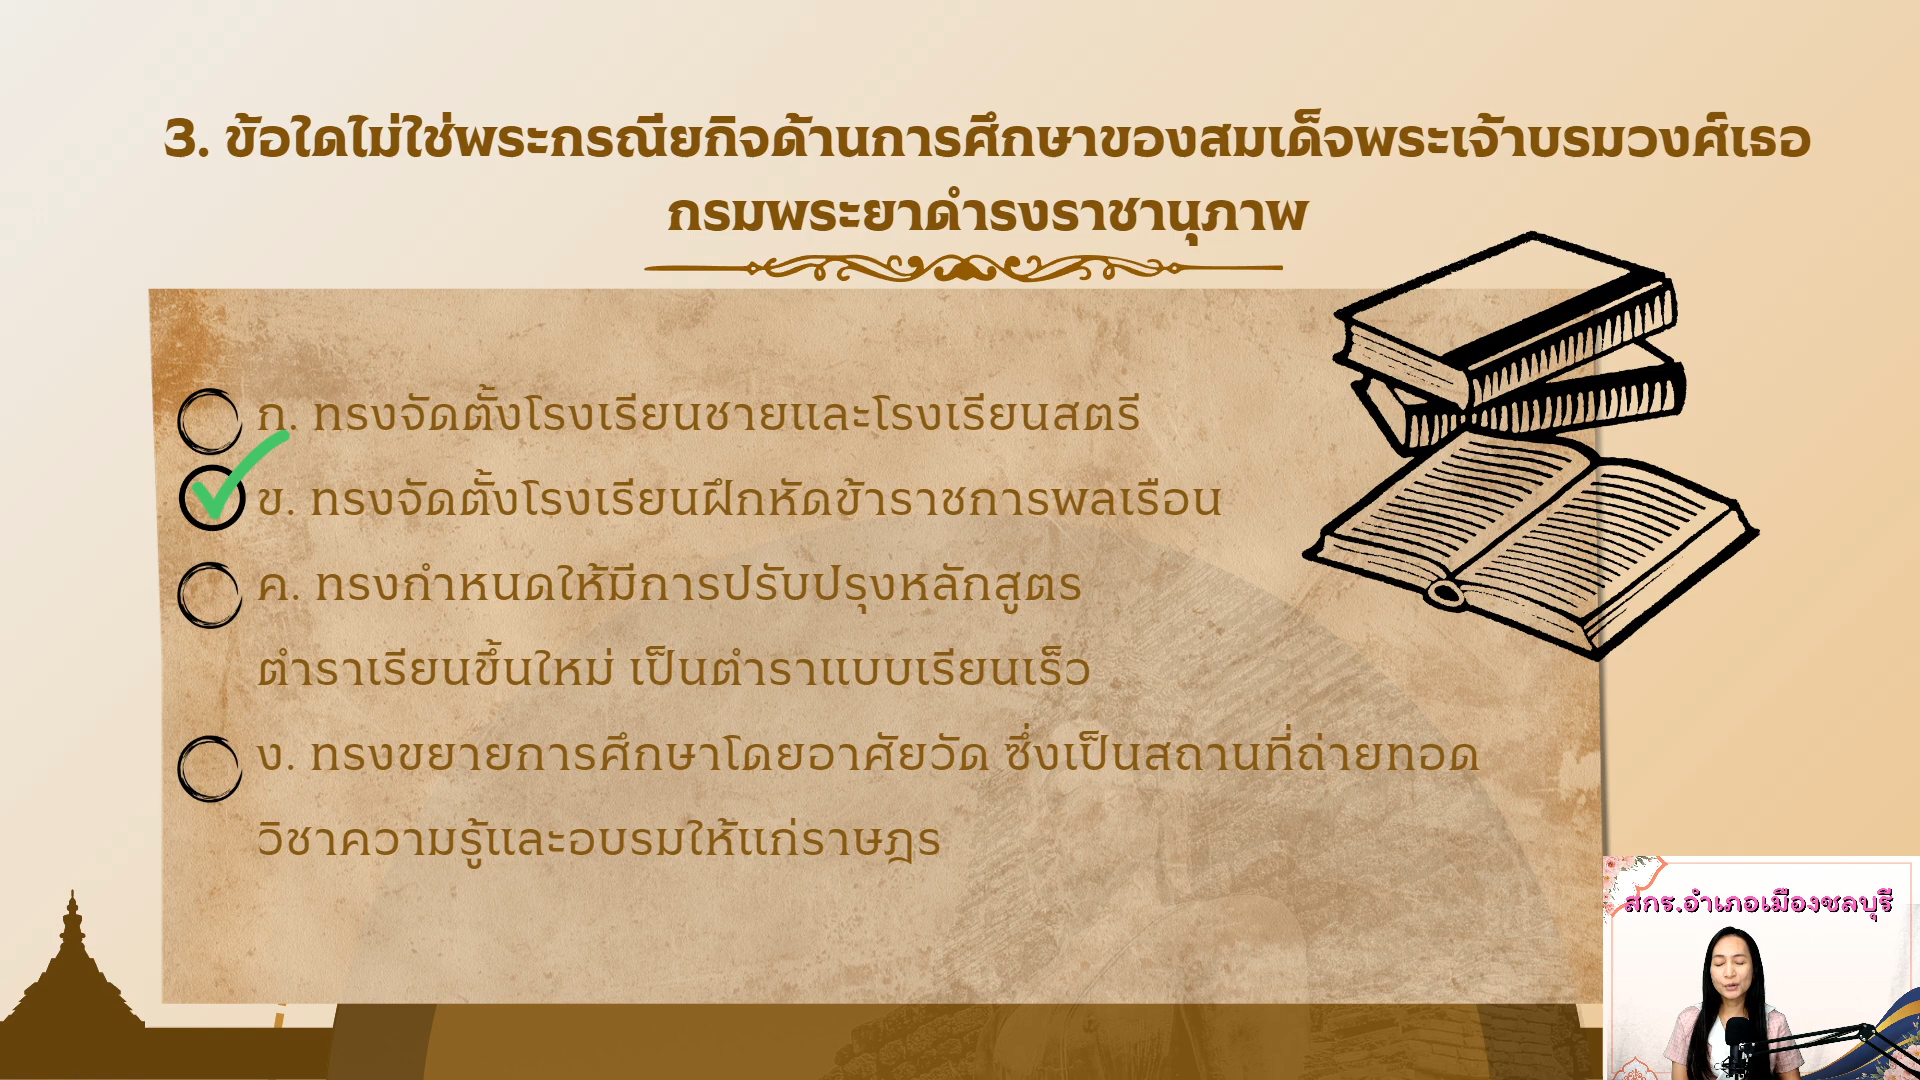 3. ข้อใดไม่ใช่พระกรณียกิจด้านการศึกษาของสมเด็จพระเจ้าบรมวงศ์เธอ
กรมพระยาดำรงราชานุภาพ
ก. ทรงจัดตั้งโรงเรียนชายและโรงเรียนสตรี
ข. ทรงจัดตั้งโรงเรียนฝึกหัดข้าราชการพลเรือน
ค. ทรงกำหนดให้มีการปรับปรุงหลักสูตร
ตำราเรียนขึ้นใหม่ เป็นตำราแบบเรียนเร็ว
ง. ทรงขยายการศึกษาโดยอาศัยวัด ซึ่งเป็นสถานที่ถ่ายทอด
วิชาความรู้และอบรมให้แก่ราษฎร
สกร.อำเภอเมืองชลบุรี